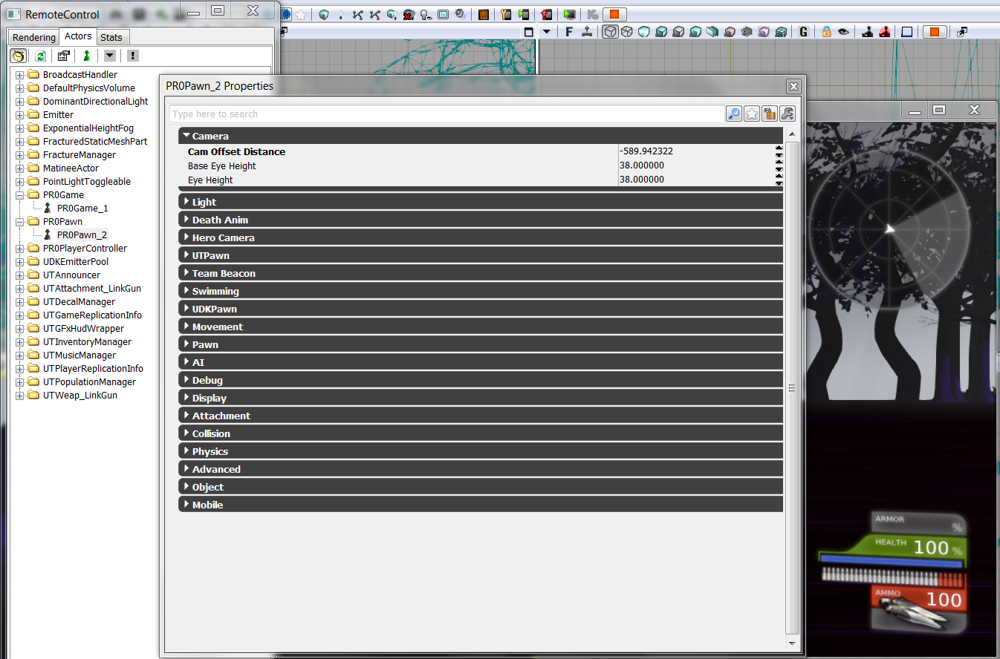 RemoteControl
Rendering Actors Stats
BroadcastHandler
DefaultPhysicsVolume
DominantDirectionalLight
Emitter
ExponentialHeightFog
FracturedStaticMeshPart
FractureManager
MatineeActor
PointLightToggleable
PR0Game
PR0Game_1
PR0Pawn
PR0Pawn_2
PR0PlayerController
UDKEmitterPool
UTAnnouncer
UTAttachment_LinkGun
UTDecalManager
UTGameReplicationInfo
UTGFxHudWrapper
UTInventoryManager
UTMusicManager
UTPlayerReplicationInfo
UTPopulationManager
UTWeap_LinkGun
F
G
PR0Pawn_2 Properties
Type here to search
Camera
Cam Offset Distance -589.942322
Base Eye Height 38.000000
Eye Height 38.000000
Light
Death Anim
Hero Camera
UTPawn
Team Beacon
Swimming
UDKPawn
Movement
Pawn
AI
Debug
Display
Attachment
Collision
Physics
Advanced
Object
Mobile
ARMOR %
HEALTH 100 %
AMMO 100